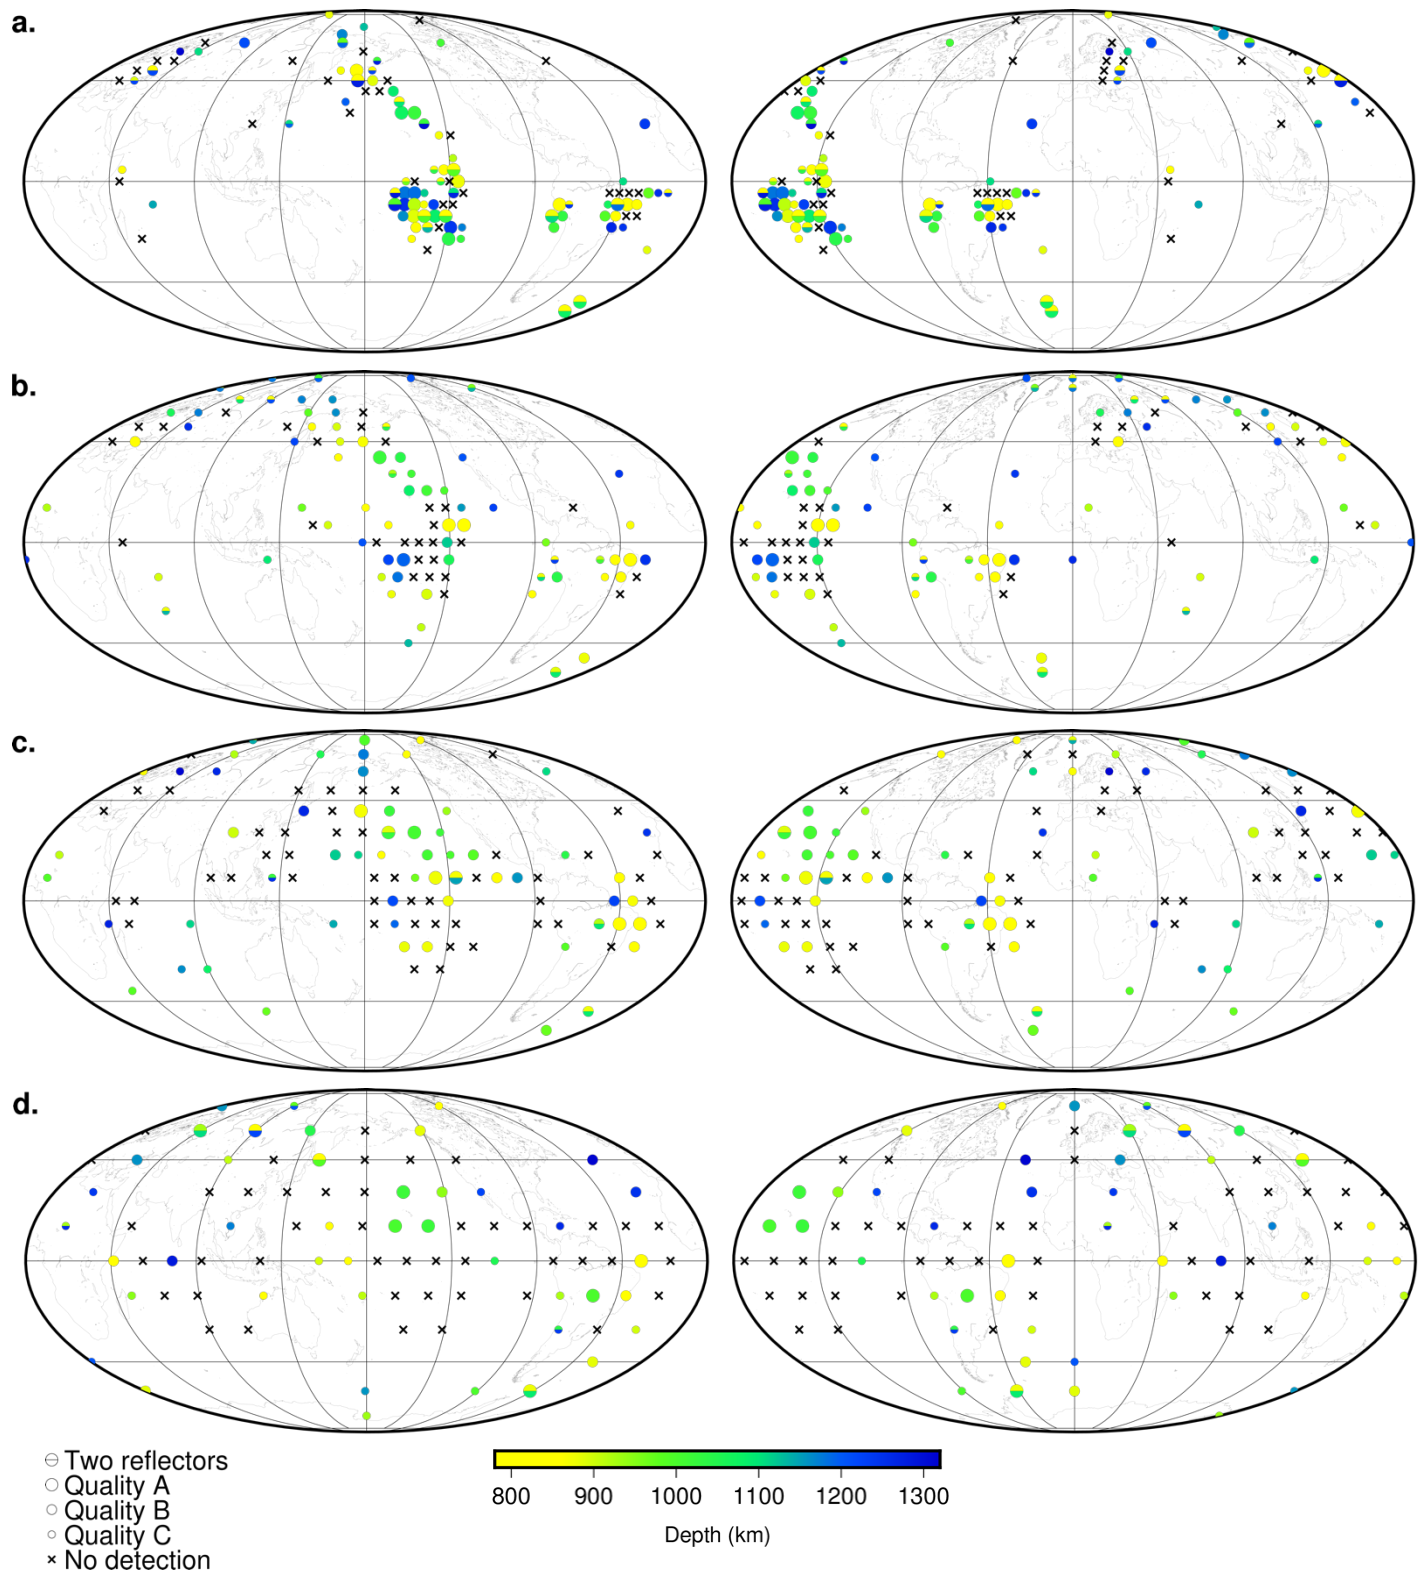 a.
b.
c.
d.
Two reflectors
Quality A
Quality B
Quality C
No detection
800 900 1000 1100 1200 1300
Depth (km)